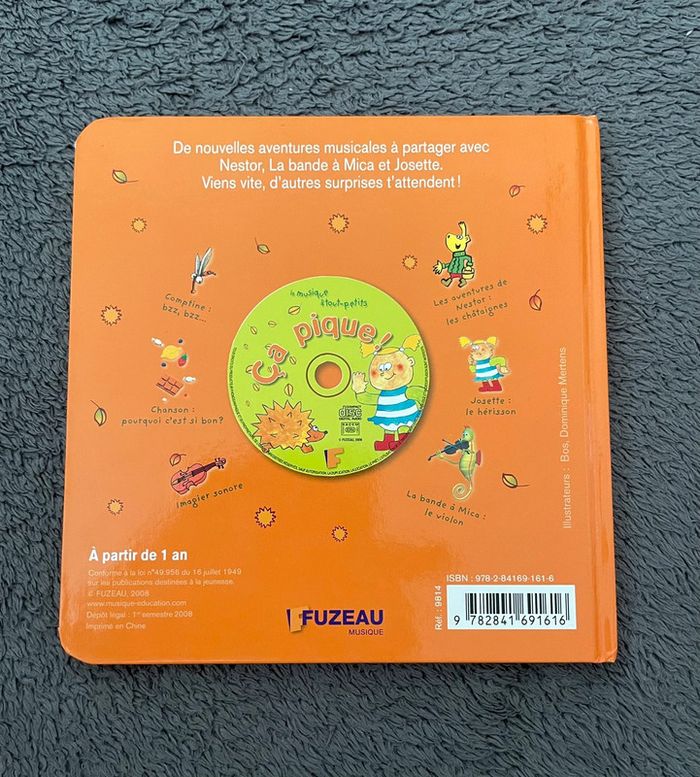 De nouvelles aventures musicales à partager avec
Nestor, La bande à Mica et Josette.
Viens vite, d'autres surprises t'attendent !
Comptine :
bzz, bzz...
Chanson :
pourquoi c'est si bon ?
Imagier sonore
la musique
à tout-petits
Ça pique !
COMPACT
disc
DIGITAL AUDIO
SACEM
© FUZEAU, 2008
F
Les aventures de
Nestor :
les châtaignes
Josette :
le hérisson
La bande à Mica :
le violon
Illustrateurs : Bos, Dominique Mertens
À partir de 1 an
Conforme à la loi n°49.956 du 16 juillet 1949
sur les publications destinées à la jeunesse.
© FUZEAU, 2008
www.musique-education.com
Dépôt légal : 1er semestre 2008
Imprimé en Chine
FUZEAU
MUSIQUE
Réf. : 9814
ISBN : 978-2-84169-161-6
9 782841 691616